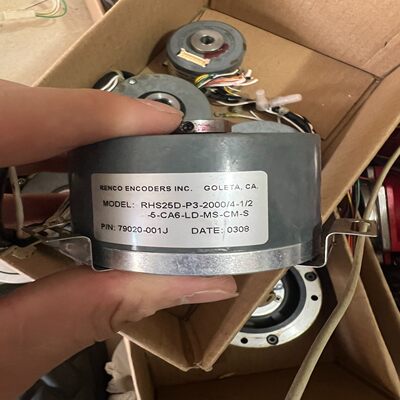 RENCO ENCODERS INC. GOLETA, CA.
MODEL: RHS25D-P3-2000/4-1/2
-5-CA6-LD-MS-CM-S
P/N: 79020-001J DATE: 0308